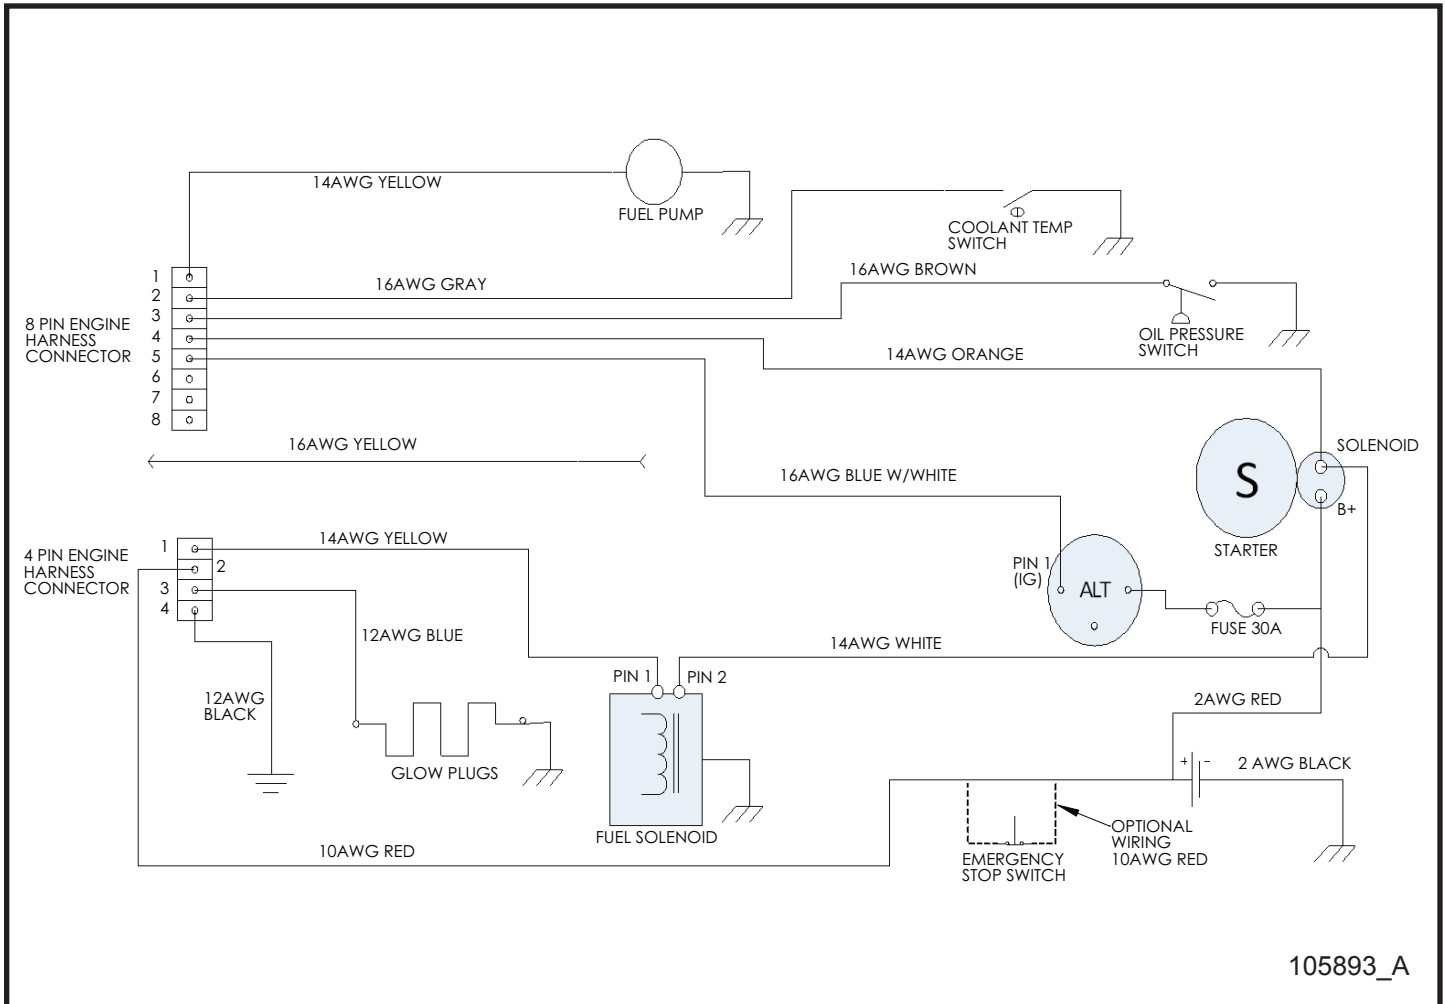 14AWG YELLOW
FUEL PUMP
COOLANT TEMP
SWITCH
16AWG GRAY
16AWG BROWN
8 PIN ENGINE
HARNESS
CONNECTOR
1
2
3
4
5
6
7
8
OIL PRESSURE
SWITCH
14AWG ORANGE
16AWG YELLOW
SOLENOID
S
B+
STARTER
16AWG BLUE W/WHITE
4 PIN ENGINE
HARNESS
CONNECTOR
1
2
3
4
14AWG YELLOW
PIN 1
(IG)
ALT
FUSE 30A
12AWG BLUE
14AWG WHITE
12AWG
BLACK
PIN 1
PIN 2
2AWG RED
GLOW PLUGS
+
-
2 AWG BLACK
FUEL SOLENOID
10AWG RED
EMERGENCY
STOP SWITCH
OPTIONAL
WIRING
10AWG RED
105893_A